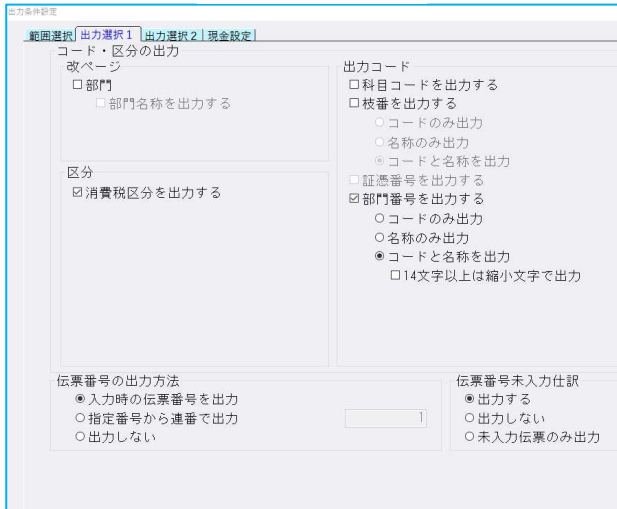 出力条件設定
範囲選択 出力選択1 出力選択2 現金設定
コード・区分の出力
改ページ
部門
部門名称を出力する
区分
消費税区分を出力する
出力コード
科目コードを出力する
枝番を出力する
コードのみ出力
名称のみ出力
コードと名称を出力
証憑番号を出力する
部門番号を出力する
コードのみ出力
名称のみ出力
コードと名称を出力
14文字以上は縮小文字で出力
伝票番号の出力方法
入力時の伝票番号を出力
指定番号から連番で出力 1
出力しない
伝票番号未入力仕訳
出力する
出力しない
未入力伝票のみ出力